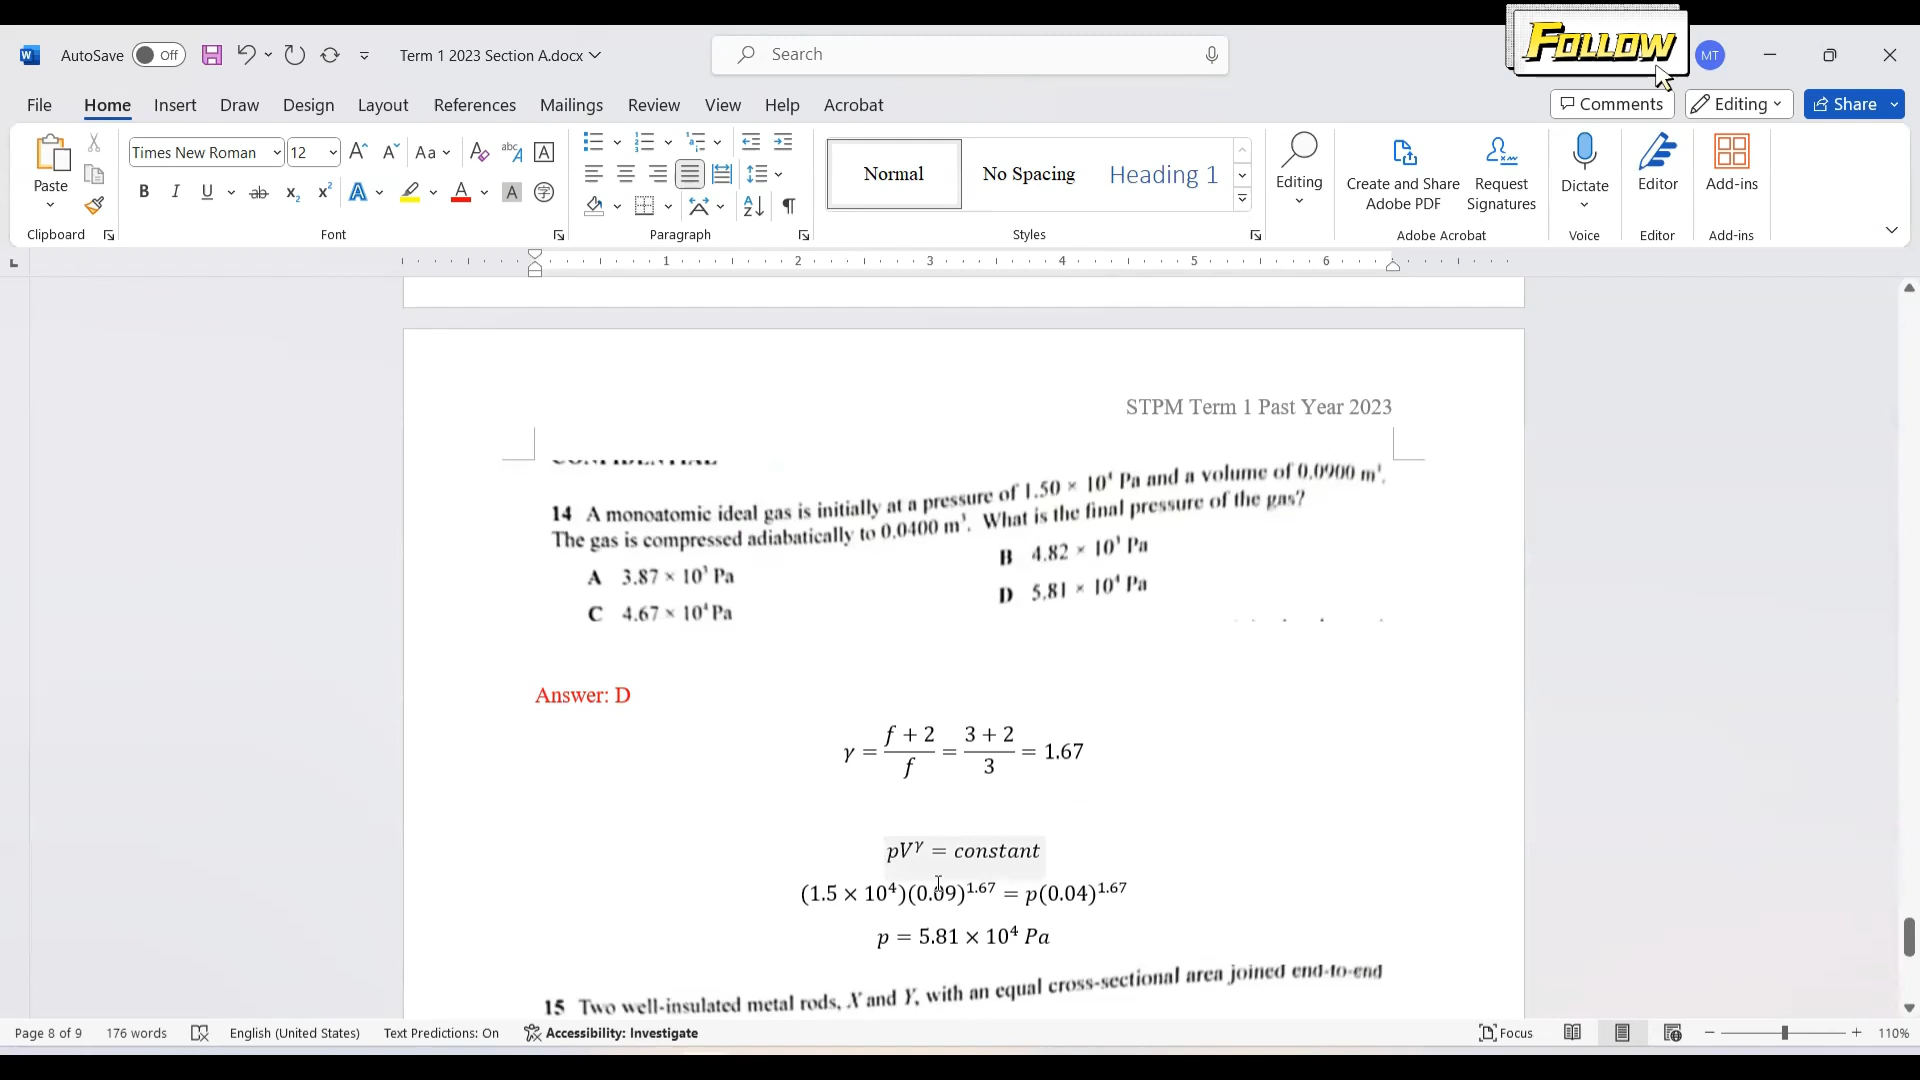 AutoSave Off Term 1 2023 Section A.docx Search FOLLOW MT
File Home Insert Draw Design Layout References Mailings Review View Help Acrobat Comments Editing Share
Paste Times New Roman 12 Aa Normal No Spacing Heading 1 Editing Create and Share Adobe PDF Request Signatures Dictate Editor Add-ins
Clipboard Font Paragraph Styles Adobe Acrobat Voice Editor Add-ins
1 2 3 4 5 6
STPM Term 1 Past Year 2023
CONFIDENTIAL
14 A monoatomic ideal gas is initially at a pressure of 1.50 × 10⁴ Pa and a volume of 0.0900 m³.
The gas is compressed adiabatically to 0.0400 m³. What is the final pressure of the gas?
A 3.87 × 10³ Pa
B 4.82 × 10³ Pa
C 4.67 × 10⁴ Pa
D 5.81 × 10⁴ Pa
Answer: D
γ = (f + 2)/f = (3 + 2)/3 = 1.67
pV^γ = constant
(1.5 × 10⁴)(0.09)^1.67 = p(0.04)^1.67
p = 5.81 × 10⁴ Pa
15 Two well-insulated metal rods, X and Y, with an equal cross-sectional area joined end-to-end
Page 8 of 9 176 words English (United States) Text Predictions: On Accessibility: Investigate Focus 110%